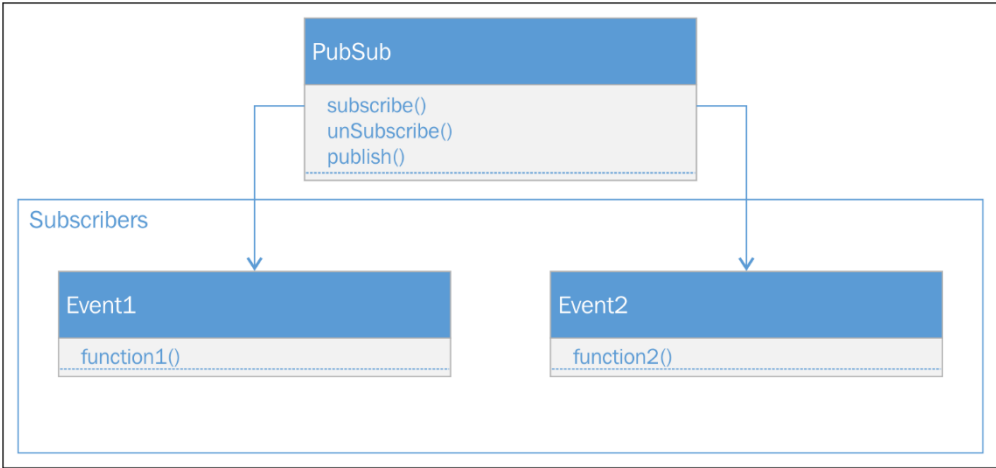 PubSub
subscribe()
unSubscribe()
publish()
Subscribers
Event1
function1()
Event2
function2()